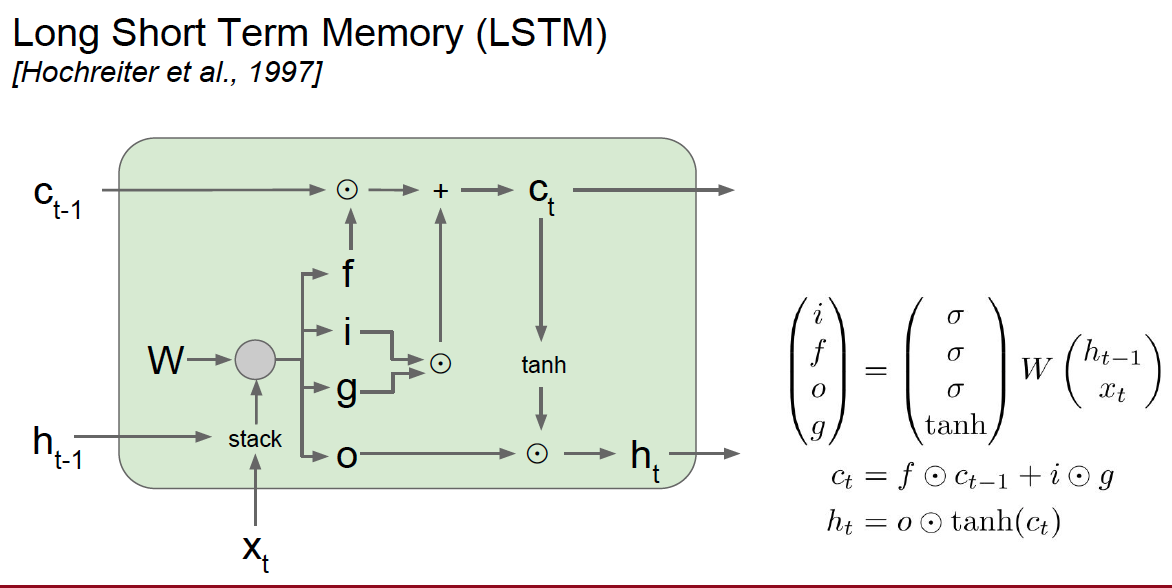 Long Short Term Memory (LSTM)
[Hochreiter et al., 1997]
c_{t-1}
⊙
+
c_t
f
i
W
⊙
tanh
g
h_{t-1}
stack
o
⊙
h_t
x_t
(i f o g) = (σ σ σ tanh) W (h_{t−1} x_t)
c_t = f ⊙ c_{t−1} + i ⊙ g
h_t = o ⊙ tanh(c_t)